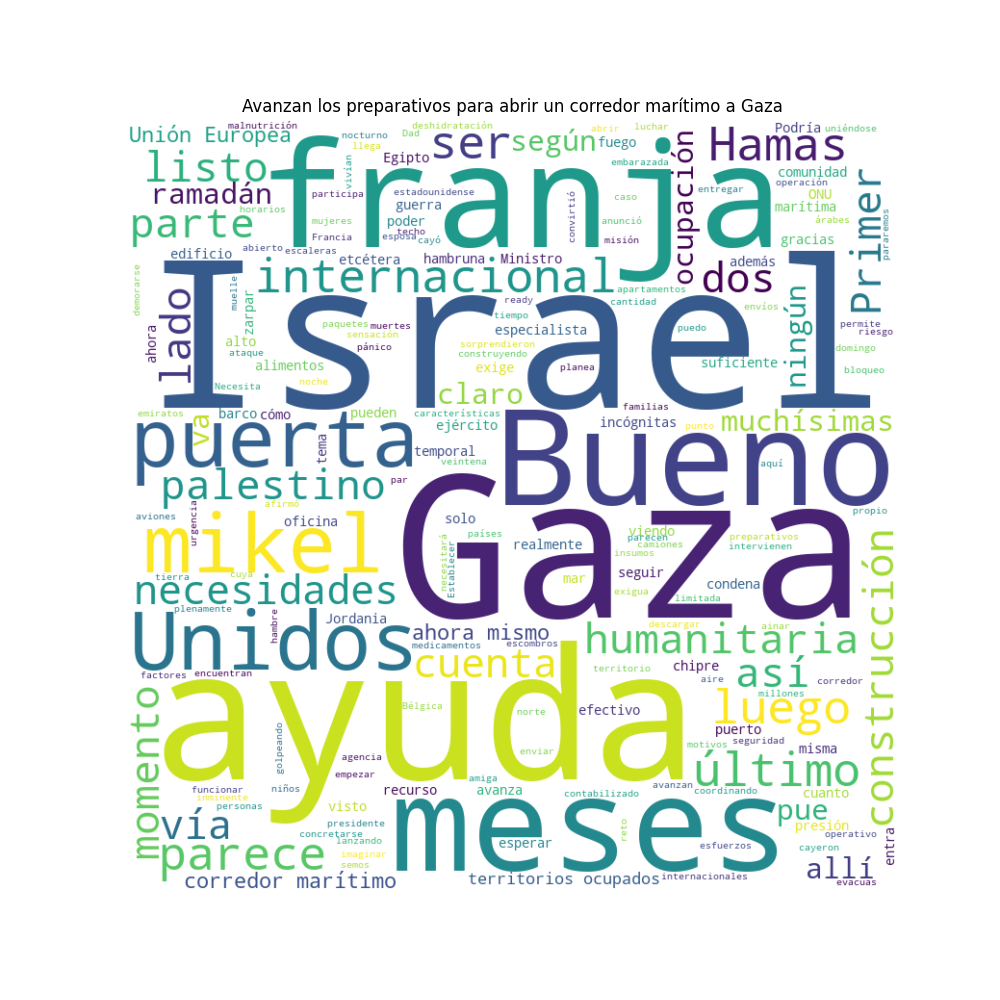 Avanzan los preparativos para abrir un corredor marítimo a Gaza
malnutrición
Unión Europea
nocturno
Dad
deshidratación
abrir
luchar
Podría
uniéndose
llega
ser
según
fuego
Hamas
listo
franja
Egipto
embarazada
ocupación
comunidad
vivían
ramadán
participa
estadounidense
caso
entregar
operación
ONU
Primer
horarios
guerra
convirtió
marítima
árabes
parte
mujeres
poder
anunció
pararemos
Francia
techo
esposa
cayó
misión
gracias
edificio
abierto
escaleras
etcétera
hambruna
Ministro
además
demorarse
internacional
dos
muelle
zarpar
Israel
apartamentos
ready
cantidad
envíos
lado
ahora
paquetes
muertes
tiempo
especialista
puedo
ningún
permite
riesgo
alto
sensación
ataque
pánico
sorprendieron
construyendo
domingo
alimentos
exige
planea
suficiente
bloqueo
Necesita
noche
claro
familias
emiratos
va
barco
cómo
pueden
características
ejército
incógnitas
punto
muchísimas
puerta
tema
temporal
Bueno
veintena
aquí
palestino
par
Gaza
aviones
urgencia
afirmó
oficina
solo
propio
mikel
países
realmente
viendo
parecen
camiones
preparativos
intervienen
necesitará
Establecer
insumos
tierra
cuya
mar
seguir
exigua
condena
limitada
necesidades
construcción
plenamente
hambre
Jordania
descargar
ainar
Unidos
ahora mismo
medicamentos
escombros
humanitaria
factores
encuentran
cuenta
territorio
chipre
aire
así
corredor
millones
momento
ayuda
Bélgica
norte
efectivo
luego
puerto
golpeando
agencia
enviar
motivos
seguridad
misma
funcionar
niños
empezar
amiga
último
inminente
personas
recurso
avanza
contabilizado
avanzan
coordinando
cuanto
visto
meses
pue
vía
presidente
concretarse
lanzando
reto
presión
operativo
esperar
esfuerzos
cayeron
entra
parece
imaginar
semos
allí
corredor marítimo
territorios ocupados
internacionales
evacuas